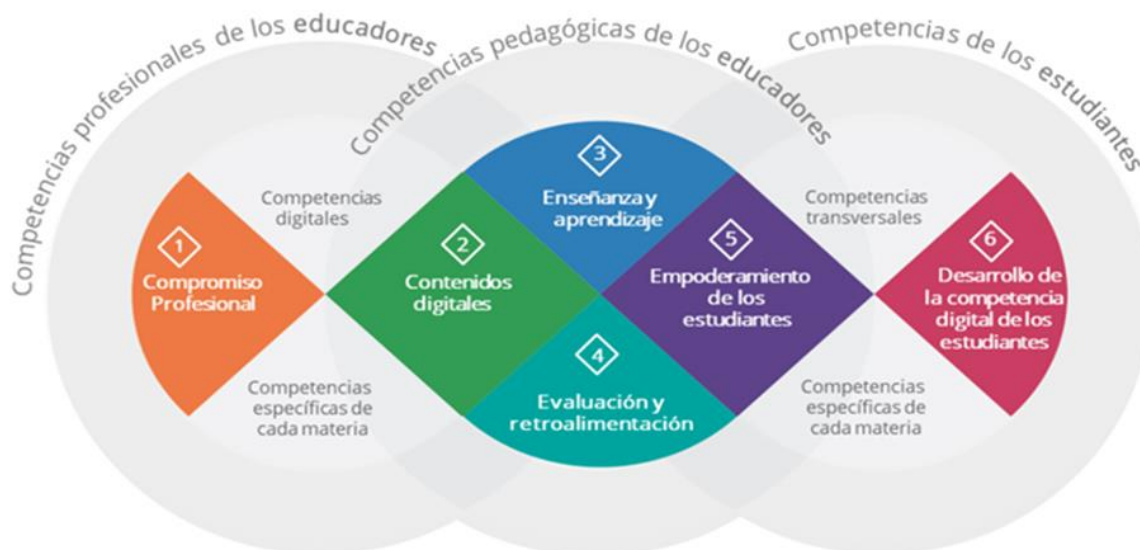 Competencias profesionales de los educadores
Competencias pedagógicas de los educadores
Competencias de los estudiantes
Competencias
digitales
1
Compromiso
Profesional
Competencias
específicas de
cada materia
2
Contenidos
digitales
3
Enseñanza y
aprendizaje
4
Evaluación y
retroalimentación
5
Empoderamiento
de los
estudiantes
Competencias
transversales
6
Desarrollo de
la competencia
digital de los
estudiantes
Competencias
específicas de
cada materia